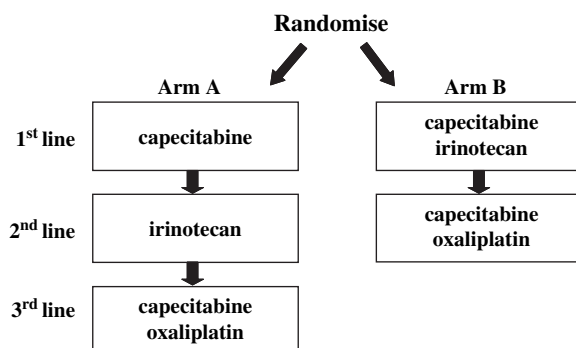 Randomise
Arm A
Arm B
1st line
capecitabine
capecitabine
irinotecan
2nd line
irinotecan
capecitabine
oxaliplatin
3rd line
capecitabine
oxaliplatin